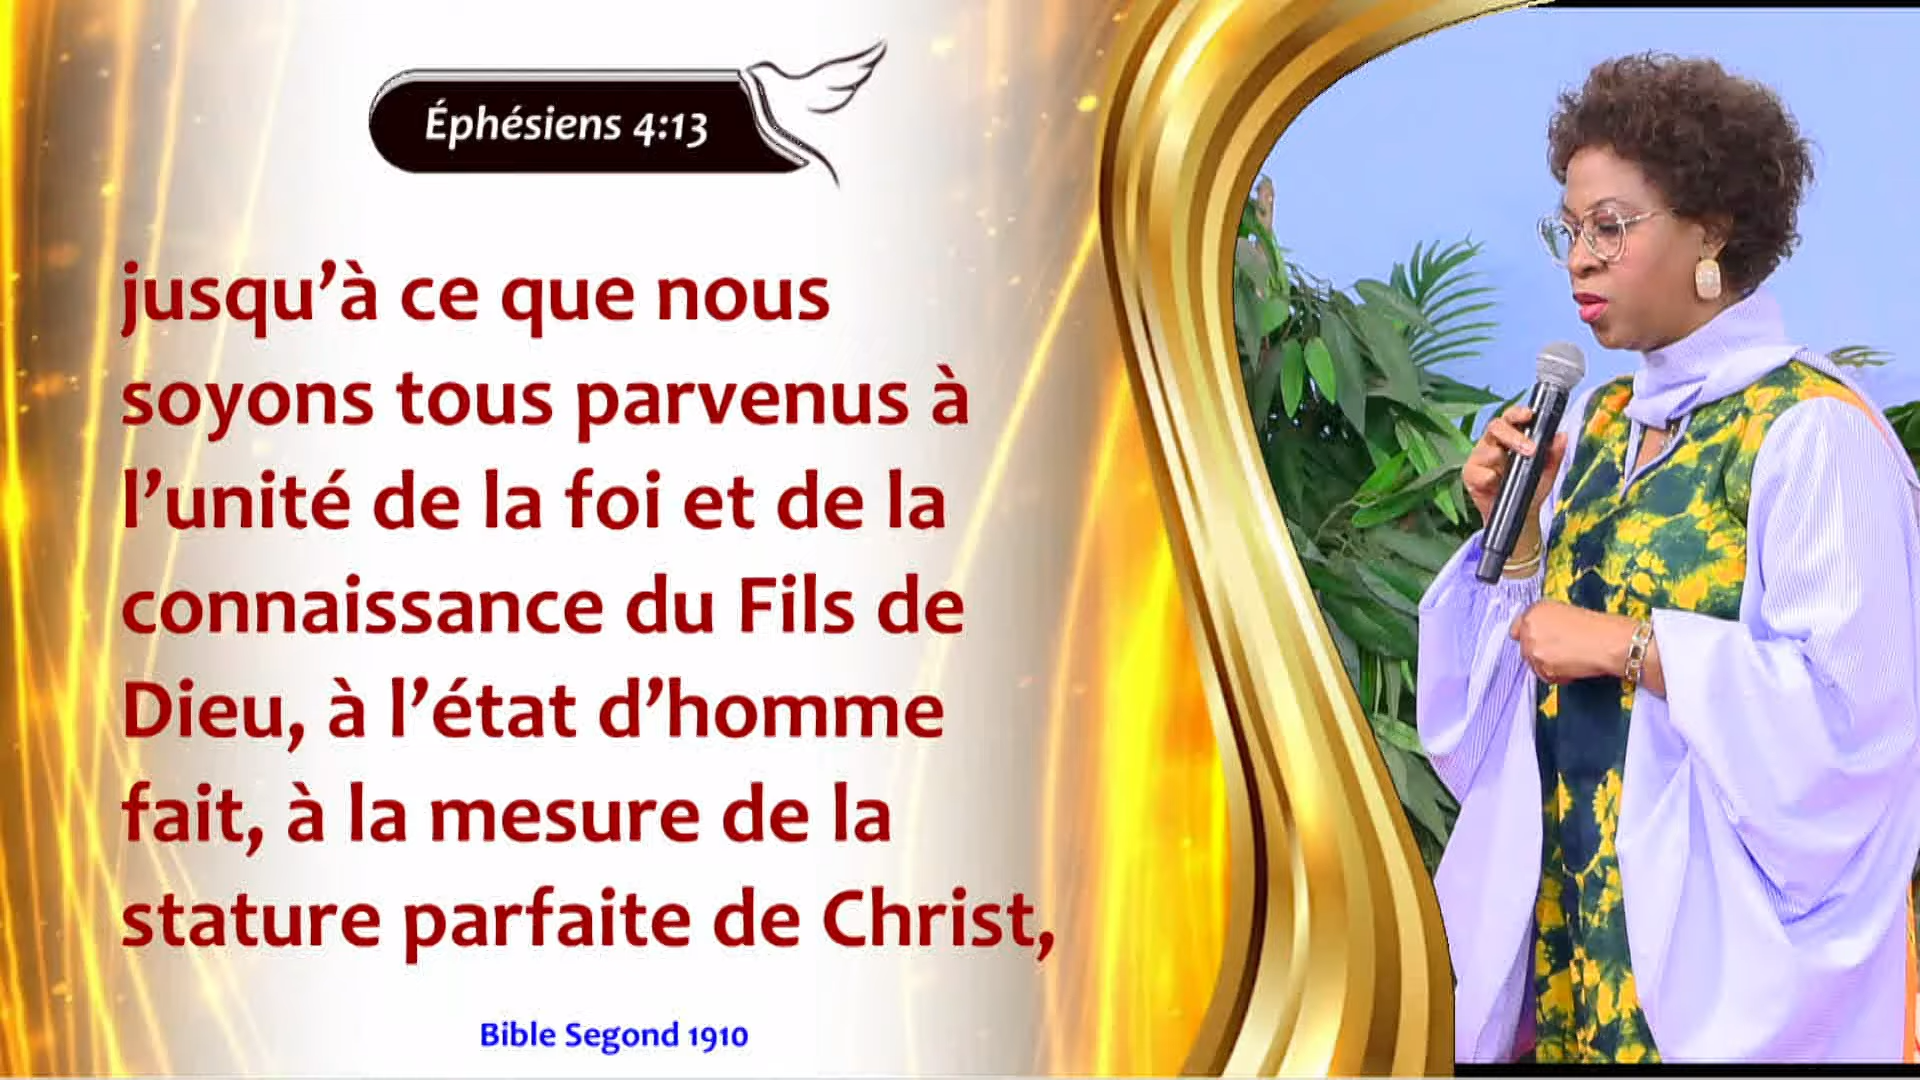 Éphésiens 4:13
jusqu’à ce que nous
soyons tous parvenus à
l’unité de la foi et de la
connaissance du Fils de
Dieu, à l’état d’homme
fait, à la mesure de la
stature parfaite de Christ,
Bible Segond 1910